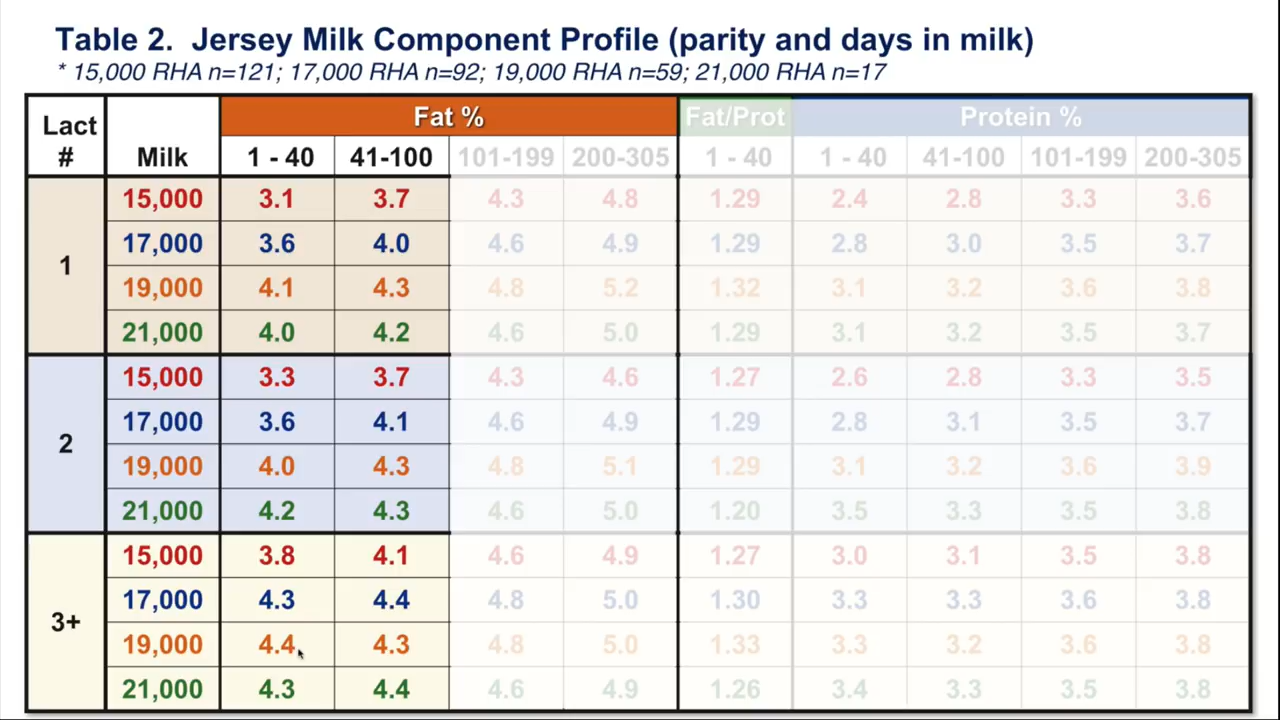 Table 2. Jersey Milk Component Profile (parity and days in milk)
* 15,000 RHA n=121; 17,000 RHA n=92; 19,000 RHA n=59; 21,000 RHA n=17
Lact # Milk Fat % Fat/Prot Protein %
1 - 40 41-100 101-199 200-305 1 - 40 1 - 40 41-100 101-199 200-305
1
15,000 3.1 3.7 4.3 4.8 1.29 2.4 2.8 3.3 3.6
17,000 3.6 4.0 4.6 4.9 1.29 2.8 3.0 3.5 3.7
19,000 4.1 4.3 4.8 5.2 1.32 3.1 3.2 3.6 3.8
21,000 4.0 4.2 4.6 5.0 1.29 3.1 3.2 3.5 3.7
2
15,000 3.3 3.7 4.3 4.6 1.27 2.6 2.8 3.3 3.5
17,000 3.6 4.1 4.6 4.9 1.29 2.8 3.1 3.5 3.7
19,000 4.0 4.3 4.8 5.1 1.29 3.1 3.2 3.6 3.9
21,000 4.2 4.3 4.6 5.0 1.20 3.5 3.3 3.5 3.8
3+
15,000 3.8 4.1 4.6 4.9 1.27 3.0 3.1 3.5 3.8
17,000 4.3 4.4 4.8 5.0 1.30 3.3 3.3 3.6 3.8
19,000 4.4 4.3 4.8 5.0 1.33 3.3 3.2 3.6 3.8
21,000 4.3 4.4 4.6 4.9 1.26 3.4 3.3 3.5 3.8